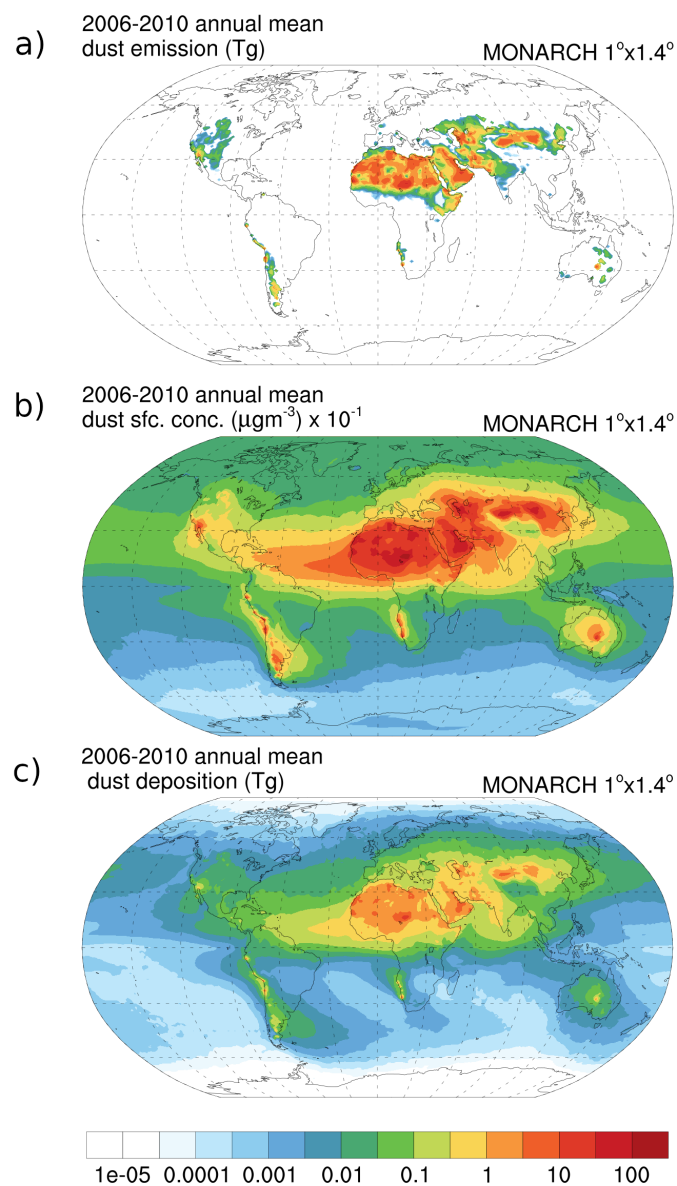 a)
2006-2010 annual mean
dust emission (Tg)
MONARCH 1°x1.4°
b)
2006-2010 annual mean
dust sfc. conc. (μgm⁻³) x 10⁻¹
MONARCH 1°x1.4°
c)
2006-2010 annual mean
dust deposition (Tg)
MONARCH 1°x1.4°
1e-05 0.0001 0.001 0.01 0.1 1 10 100